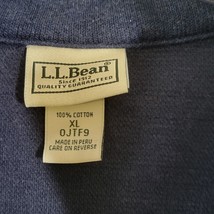 L.L.Bean
Since 1912
QUALITY GUARANTEED
100% COTTON
XL
0JTF9
MADE IN PERU
CARE ON REVERSE